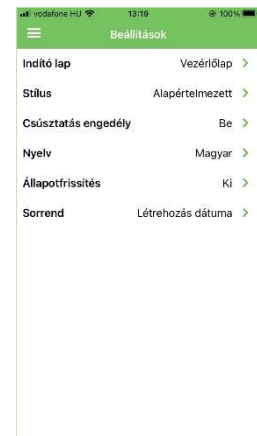 vodafone HU 13:19 100%
Beállítások
Indító lap Vezérlőlap
Stílus Alapértelmezett
Csúsztatás engedély Be
Nyelv Magyar
Állapotfrissítés Ki
Sorrend Létrehozás dátuma